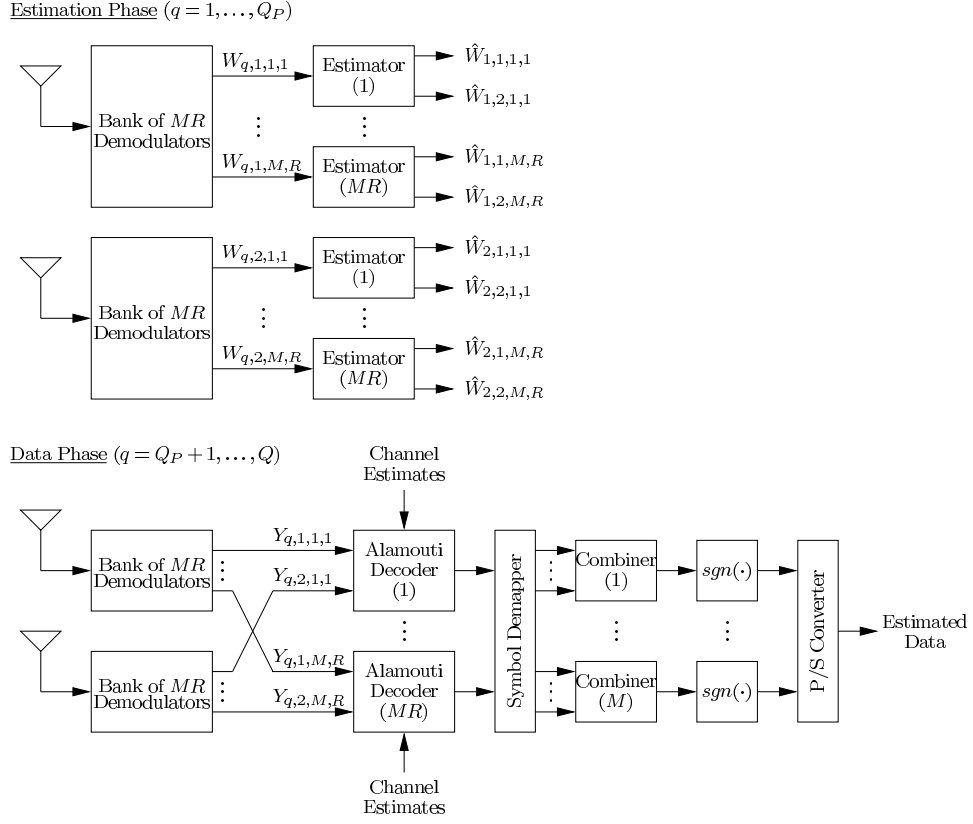 Estimation Phase (q = 1, . . . , Q_P)
Bank of MR
Demodulators
W_{q,1,1,1}
⋮
W_{q,1,M,R}
Estimator
(1)
⋮
Estimator
(MR)
Ŵ_{1,1,1,1}
Ŵ_{1,2,1,1}
Ŵ_{1,1,M,R}
Ŵ_{1,2,M,R}
Bank of MR
Demodulators
W_{q,2,1,1}
⋮
W_{q,2,M,R}
Estimator
(1)
⋮
Estimator
(MR)
Ŵ_{2,1,1,1}
Ŵ_{2,2,1,1}
Ŵ_{2,1,M,R}
Ŵ_{2,2,M,R}
Data Phase (q = Q_P + 1, . . . , Q)
Channel
Estimates
Bank of MR
Demodulators
⋮
Bank of MR
Demodulators
⋮
Y_{q,1,1,1}
Y_{q,2,1,1}
Y_{q,1,M,R}
Y_{q,2,M,R}
Alamouti
Decoder
(1)
⋮
Alamouti
Decoder
(MR)
Channel
Estimates
Symbol Demapper
⋮
⋮
Combiner
(1)
⋮
Combiner
(M)
sgn(·)
⋮
sgn(·)
P/S Converter
Estimated
Data